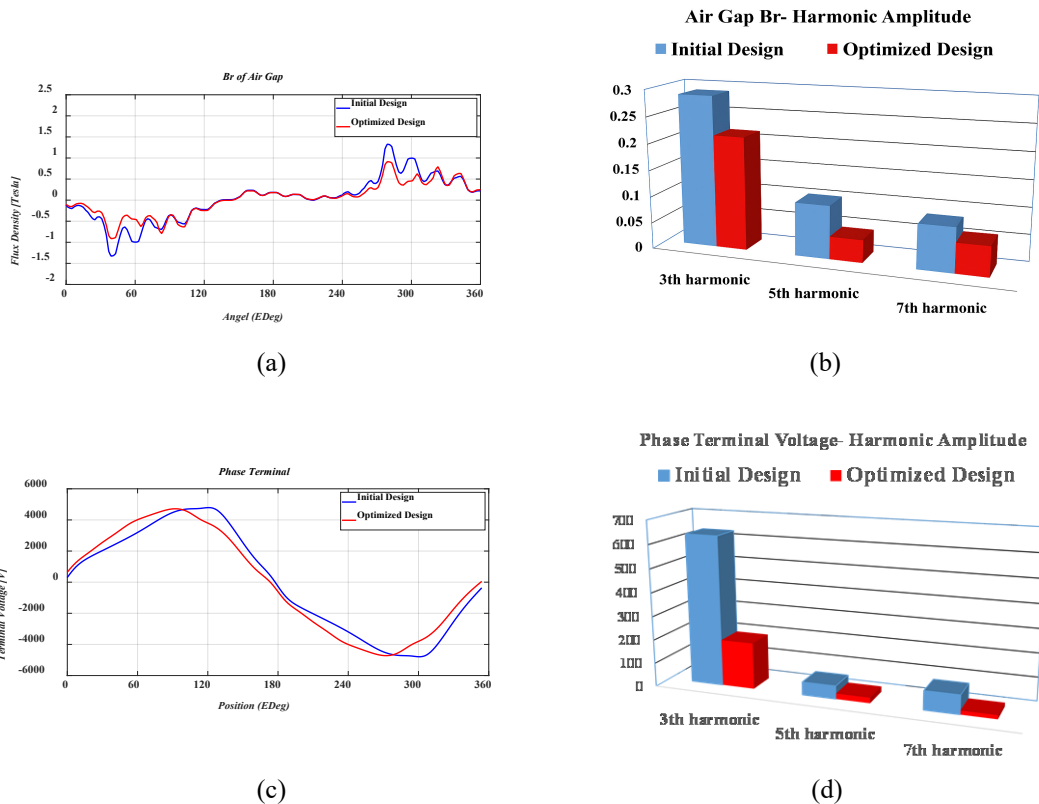 Br of Air Gap
2.5
2
1.5
1
0.5
0
-0.5
-1
-1.5
-2
Flux Density [Tesla]
Initial Design
Optimized Design
0 60 120 180 240 300 360
Angel (EDeg)
(a)
Air Gap Br- Harmonic Amplitude
Initial Design Optimized Design
0.3
0.25
0.2
0.15
0.1
0.05
0
3th harmonic
5th harmonic
7th harmonic
(b)
Phase Terminal
6000
4000
2000
0
-2000
-4000
-6000
Terminal Voltage [V]
Initial Design
Optimized Design
0 60 120 180 240 300 360
Position (EDeg)
(c)
Phase Terminal Voltage- Harmonic Amplitude
Initial Design Optimized Design
700
600
500
400
300
200
100
0
3th harmonic
5th harmonic
7th harmonic
(d)